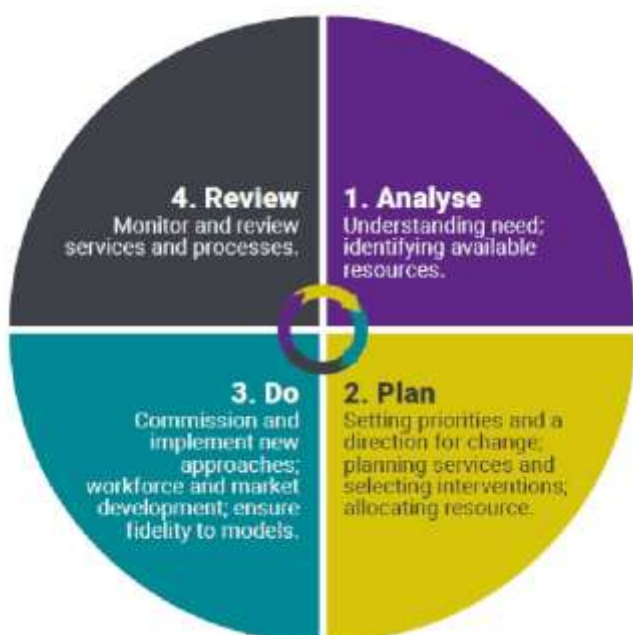 4. Review
Monitor and review
services and processes.
1. Analyse
Understanding need;
identifying available
resources.
3. Do
Commission and
implement new
approaches;
workforce and market
development; ensure
fidelity to models.
2. Plan
Setting priorities and a
direction for change;
planning services and
selecting interventions;
allocating resource.